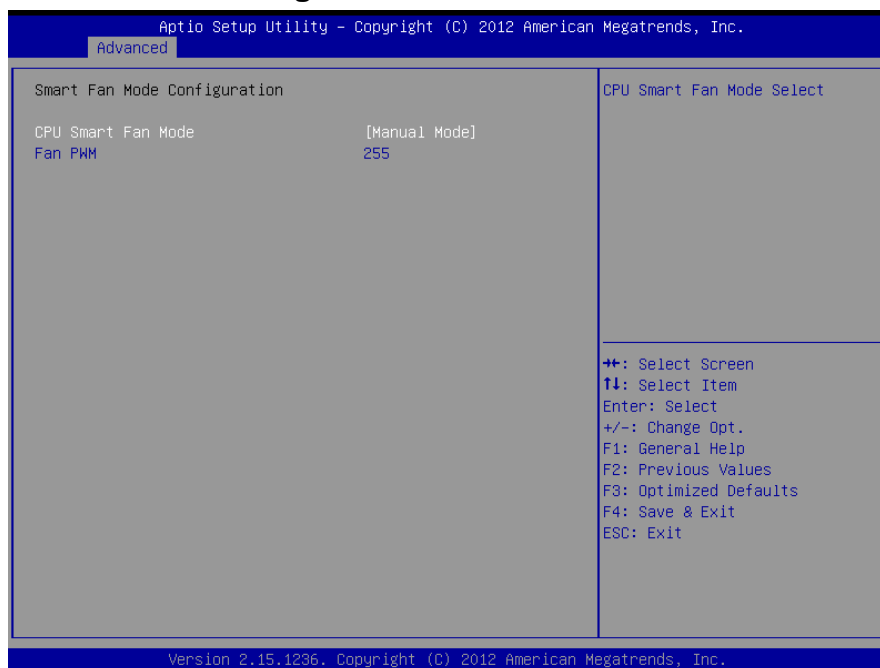 Aptio Setup Utility – Copyright (C) 2012 American Megatrends, Inc.
Advanced
Smart Fan Mode Configuration
CPU Smart Fan Mode [Manual Mode]
Fan PWM 255
CPU Smart Fan Mode Select
→←: Select Screen
↑↓: Select Item
Enter: Select
+/-: Change Opt.
F1: General Help
F2: Previous Values
F3: Optimized Defaults
F4: Save & Exit
ESC: Exit
Version 2.15.1236. Copyright (C) 2012 American Megatrends, Inc.